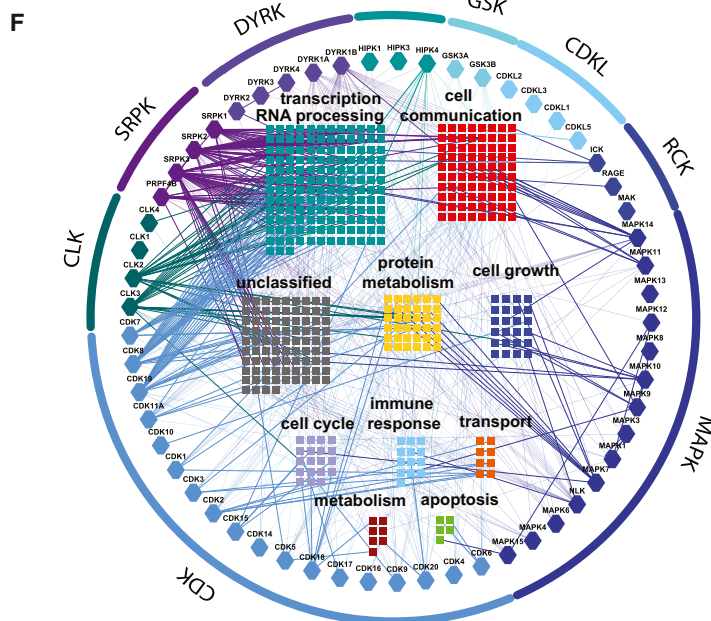 F
GSK
DYRK
CDKL
SRPK
RCK
CLK
MAPK
CDK
HIPK1
HIPK3
HIPK4
GSK3A
GSK3B
CDKL2
CDKL3
CDKL1
CDKL5
ICK
RAGE
MAK
MAPK14
MAPK11
MAPK13
MAPK12
MAPK8
MAPK10
MAPK9
MAPK3
MAPK1
MAPK7
NLK
MAPK6
MAPK4
MAPK15
CDK6
CDK4
CDK20
CDK9
CDK16
CDK17
CDK18
CDK5
CDK14
CDK15
CDK2
CDK3
CDK1
CDK10
CDK11A
CDK19
CDK8
CDK7
CLK3
CLK2
CLK1
CLK4
PRPF4B
SRPK3
SRPK2
SRPK1
DYRK2
DYRK3
DYRK4
DYRK1A
DYRK1B
transcription
RNA processing
cell
communication
unclassified
protein
metabolism
cell growth
cell cycle
immune
response
transport
metabolism
apoptosis